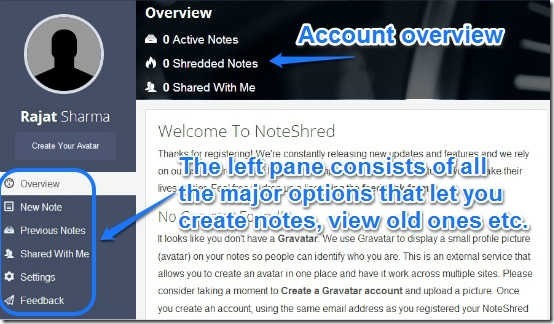 Overview
0 Active Notes
0 Shredded Notes
0 Shared With Me
Account overview
Rajat Sharma
Create Your Avatar
Overview
New Note
Previous Notes
Shared With Me
Settings
Feedback
Welcome To NoteShred
Thanks for registering! We're constantly releasing new updates and features and we rely
on
their
lives
The left pane consists of all
the major options that let you
create notes, view old ones etc.
No
It looks like you don't have a Gravatar. We use Gravatar to display a small profile picture
(avatar) on your notes so people can identify who you are. This is an external service that
allows you to create an avatar in one place and have it work across multiple sites. Please
consider taking a moment to Create a Gravatar account and upload a picture. Once
you create an account, using the same email address as you registered your NoteShred